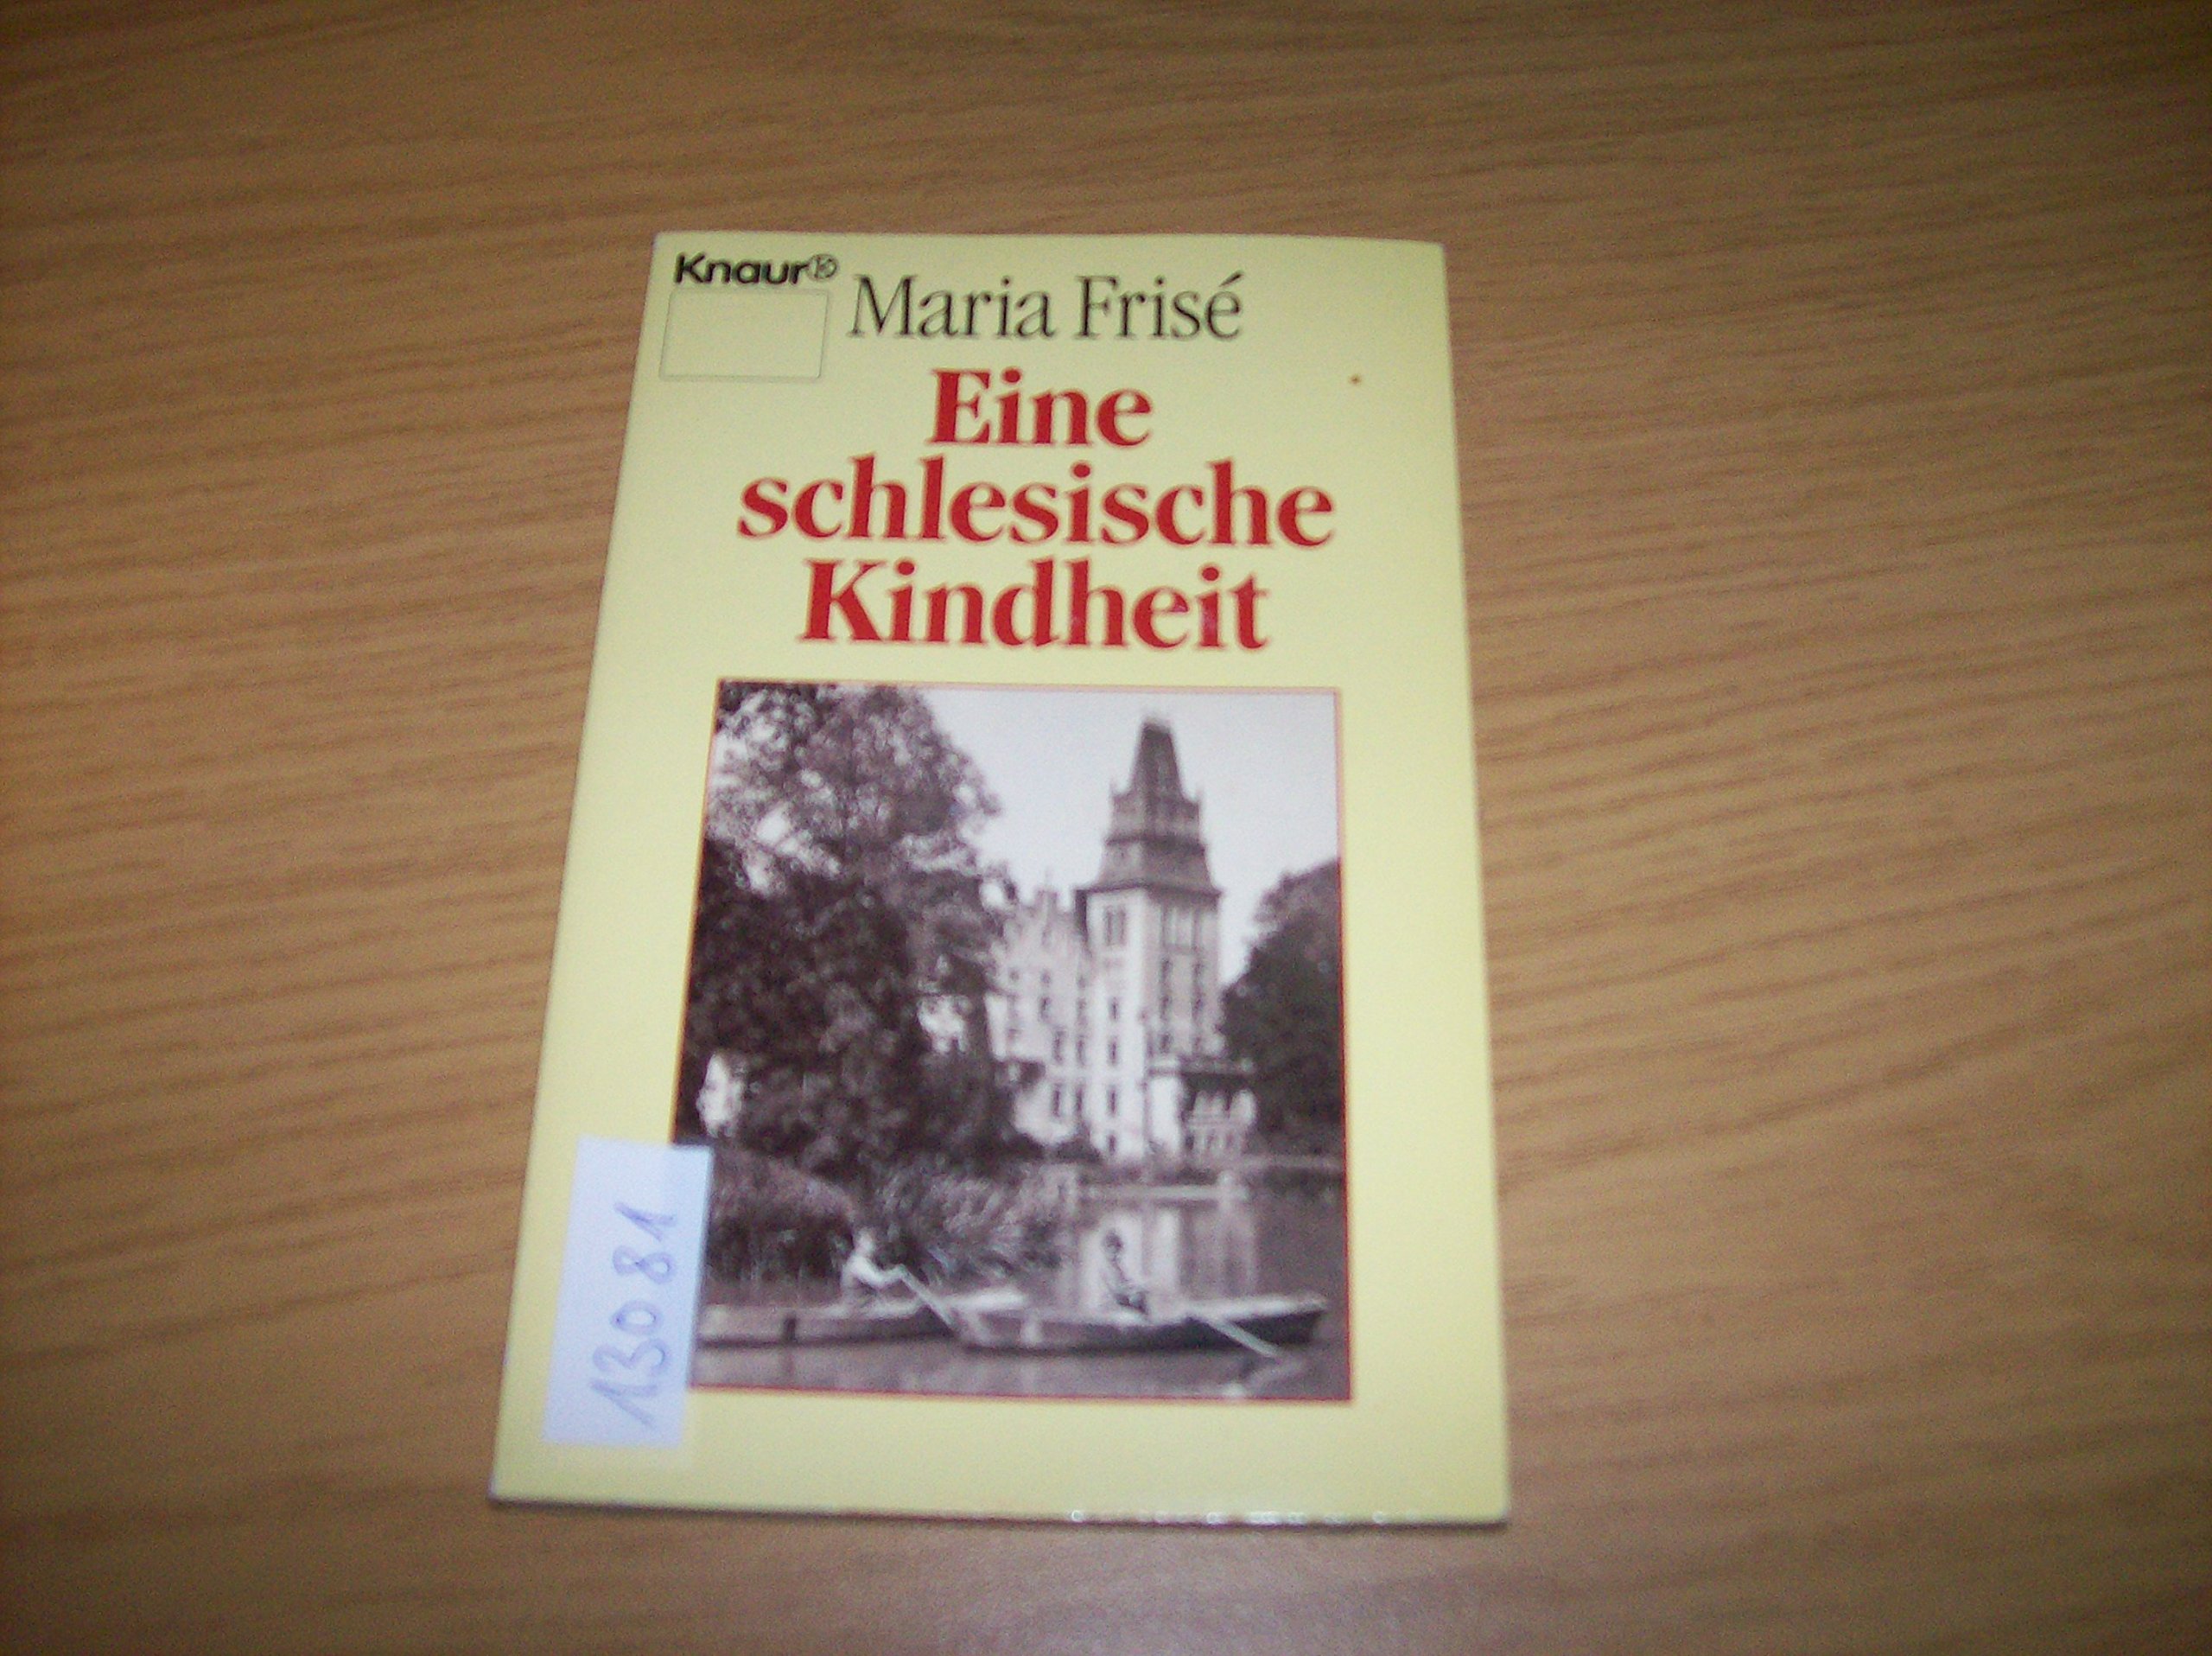 Knaur®
Maria Frisé
Eine
schlesische
Kindheit
13081